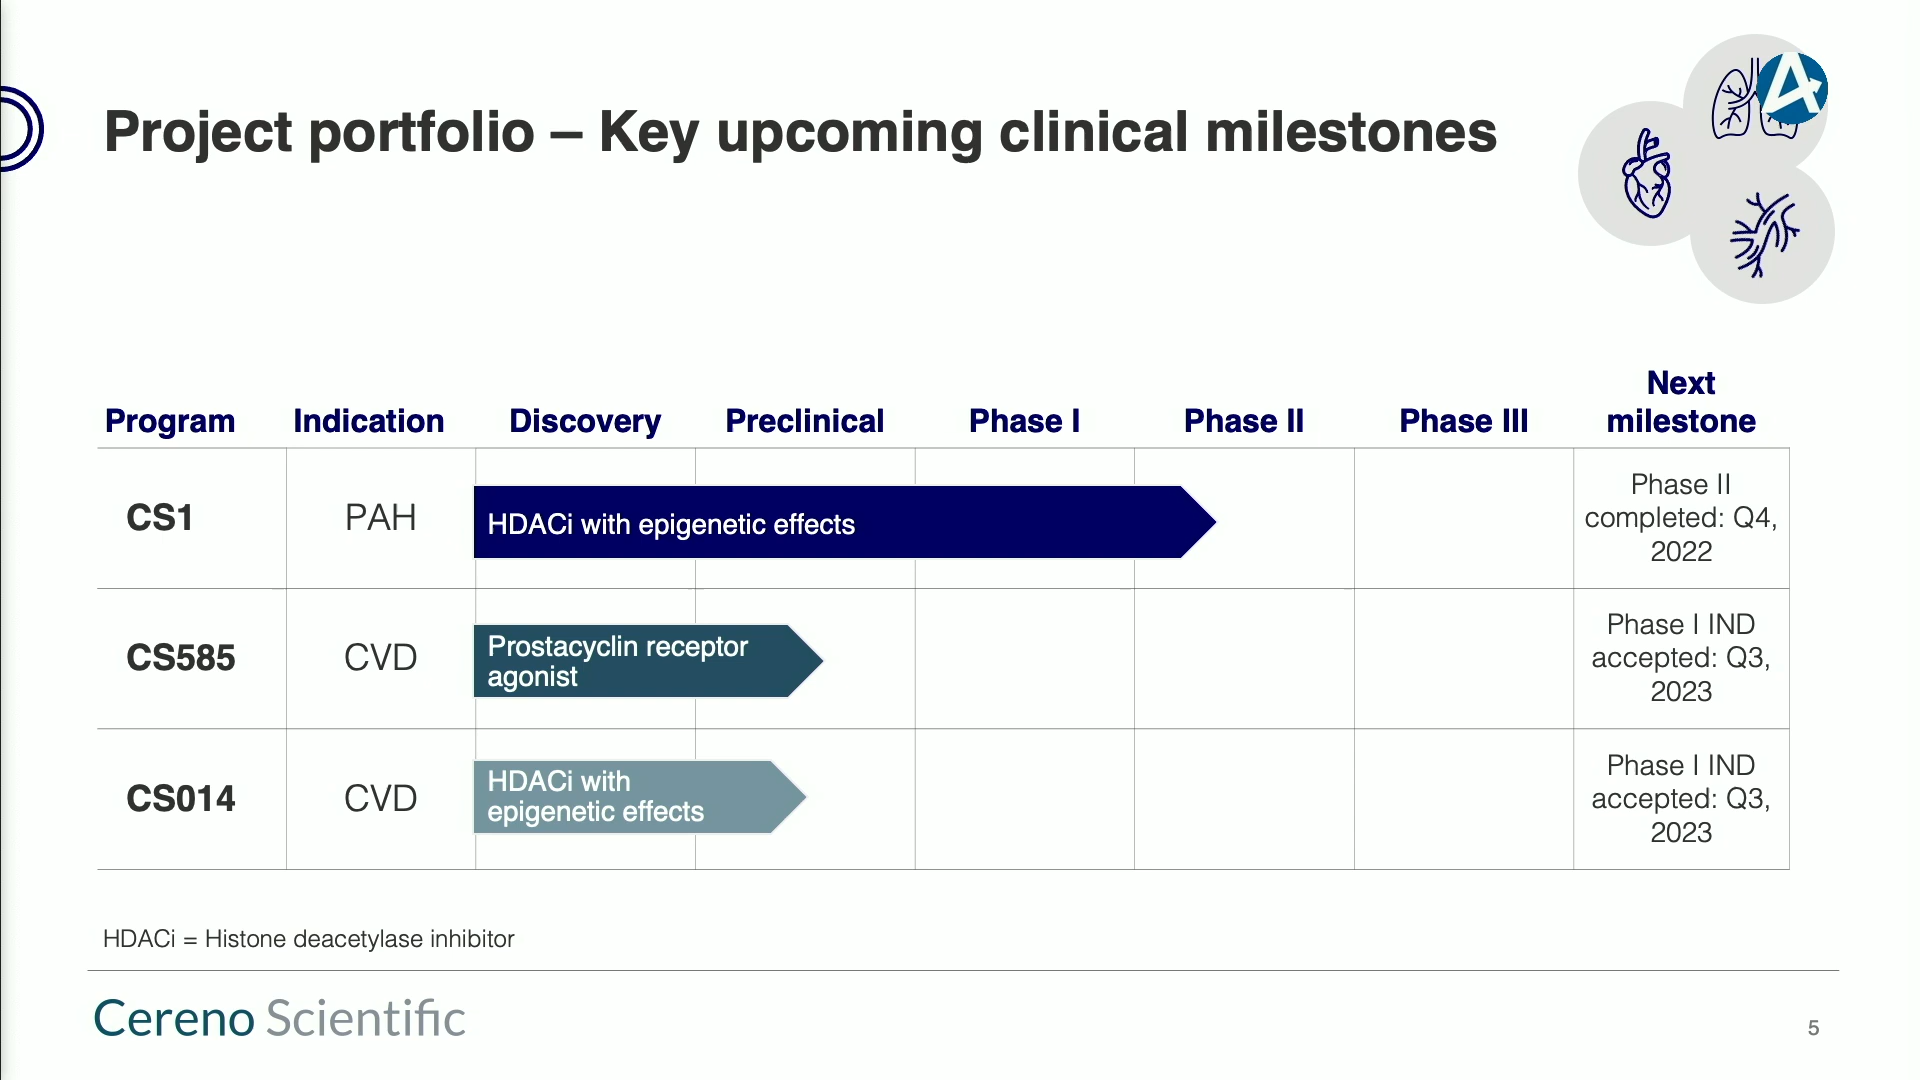 Project portfolio – Key upcoming clinical milestones
Program
Indication
Discovery
Preclinical
Phase I
Phase II
Phase III
Next
milestone
CS1
PAH
HDACi with epigenetic effects
Phase II
completed: Q4,
2022
CS585
CVD
Prostacyclin receptor
agonist
Phase I IND
accepted: Q3,
2023
CS014
CVD
HDACi with
epigenetic effects
Phase I IND
accepted: Q3,
2023
HDACi = Histone deacetylase inhibitor
Cereno Scientific
5